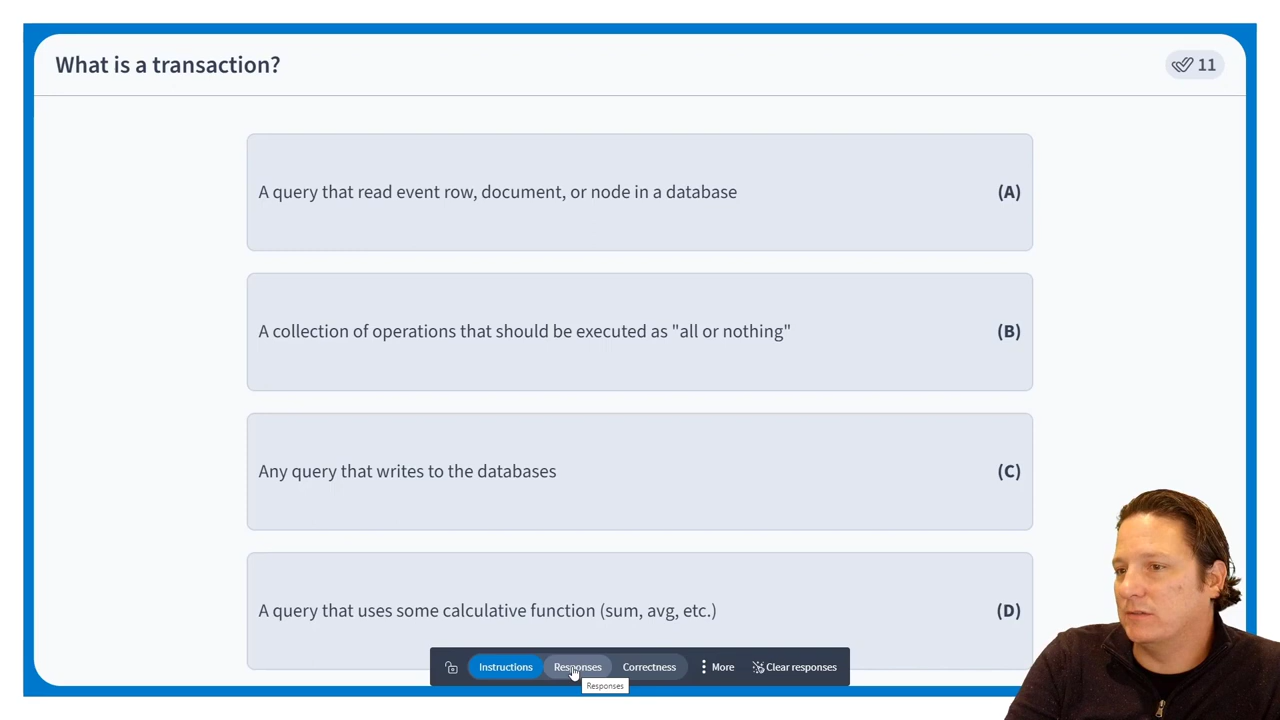 What is a transaction?
11
A query that read event row, document, or node in a database (A)
A collection of operations that should be executed as "all or nothing" (B)
Any query that writes to the databases (C)
A query that uses some calculative function (sum, avg, etc.) (D)
Instructions Responses Correctness More Clear responses
Responses